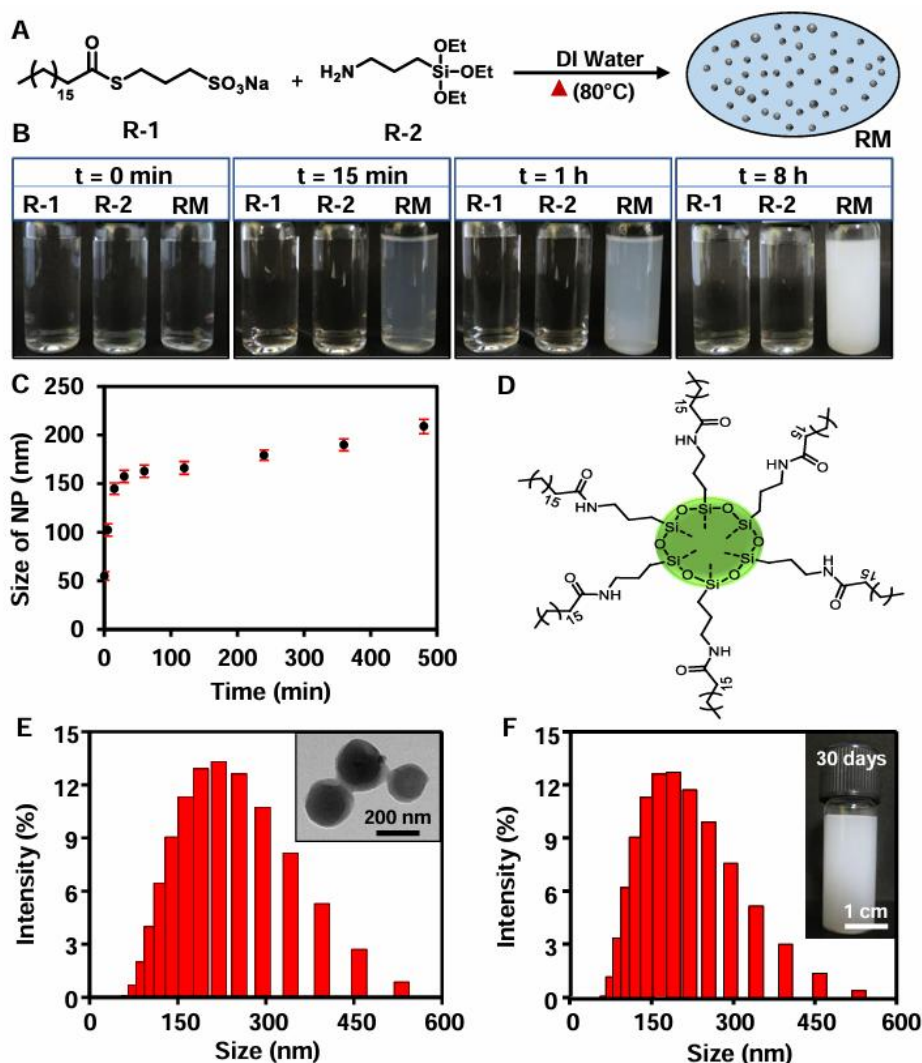 A
O
OEt
H₂N
Si
OEt
OEt
15
S
SO₃Na
+
DI Water
(80°C)
R-1
R-2
RM
B
t = 0 min
t = 15 min
t = 1 h
t = 8 h
R-1 R-2 RM
R-1 R-2 RM
R-1 R-2 RM
R-1 R-2 RM
C
250
200
150
100
50
0
Size of NP (nm)
0 100 200 300 400 500
Time (min)
D
15
O
NH
15
HN
O
15
O
HN
15
O
N
H
Si
O
Si
O
Si
O
Si
O
Si
O
Si
O
H
N
O
15
O
NH
15
E
15
12
9
6
3
0
Intensity (%)
200 nm
0 150 300 450 600
Size (nm)
F
15
12
9
6
3
0
Intensity (%)
30 days
1 cm
0 150 300 450 600
Size (nm)